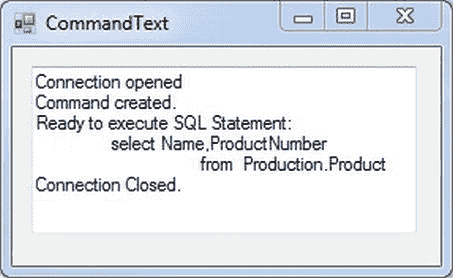 CommandText
Connection opened
Command created.
Ready to execute SQL Statement:
select Name,ProductNumber
from Production.Product
Connection Closed.